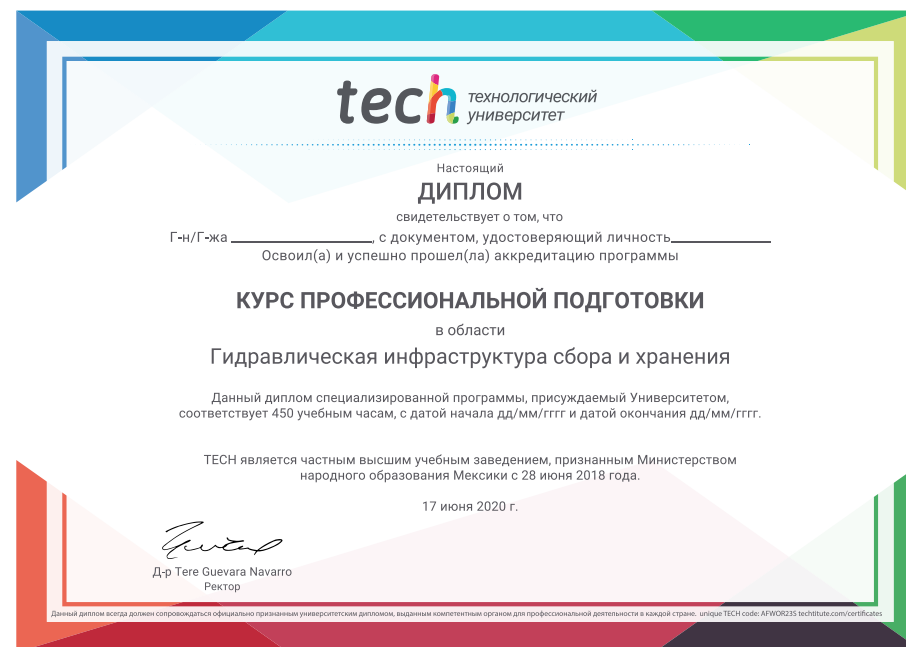 tech технологический
университет
Настоящий
ДИПЛОМ
свидетельствует о том, что
Г-н/Г-жа ____________, с документом, удостоверяющий личность____________
Освоил(а) и успешно прошел(ла) аккредитацию программы
КУРС ПРОФЕССИОНАЛЬНОЙ ПОДГОТОВКИ
в области
Гидравлическая инфраструктура сбора и хранения
Данный диплом специализированной программы, присуждаемый Университетом,
соответствует 450 учебным часам, с датой начала дд/мм/гггг и датой окончания дд/мм/гггг.
TECH является частным высшим учебным заведением, признанным Министерством
народного образования Мексики с 28 июня 2018 года.
17 июня 2020 г.
Д-р Tere Guevara Navarro
Ректор
Данный диплом всегда должен сопровождаться официально признанным университетским дипломом, выданным компетентным органом для профессиональной деятельности в каждой стране. unique TECH code: AFWOR23S techtitute.com/certificates